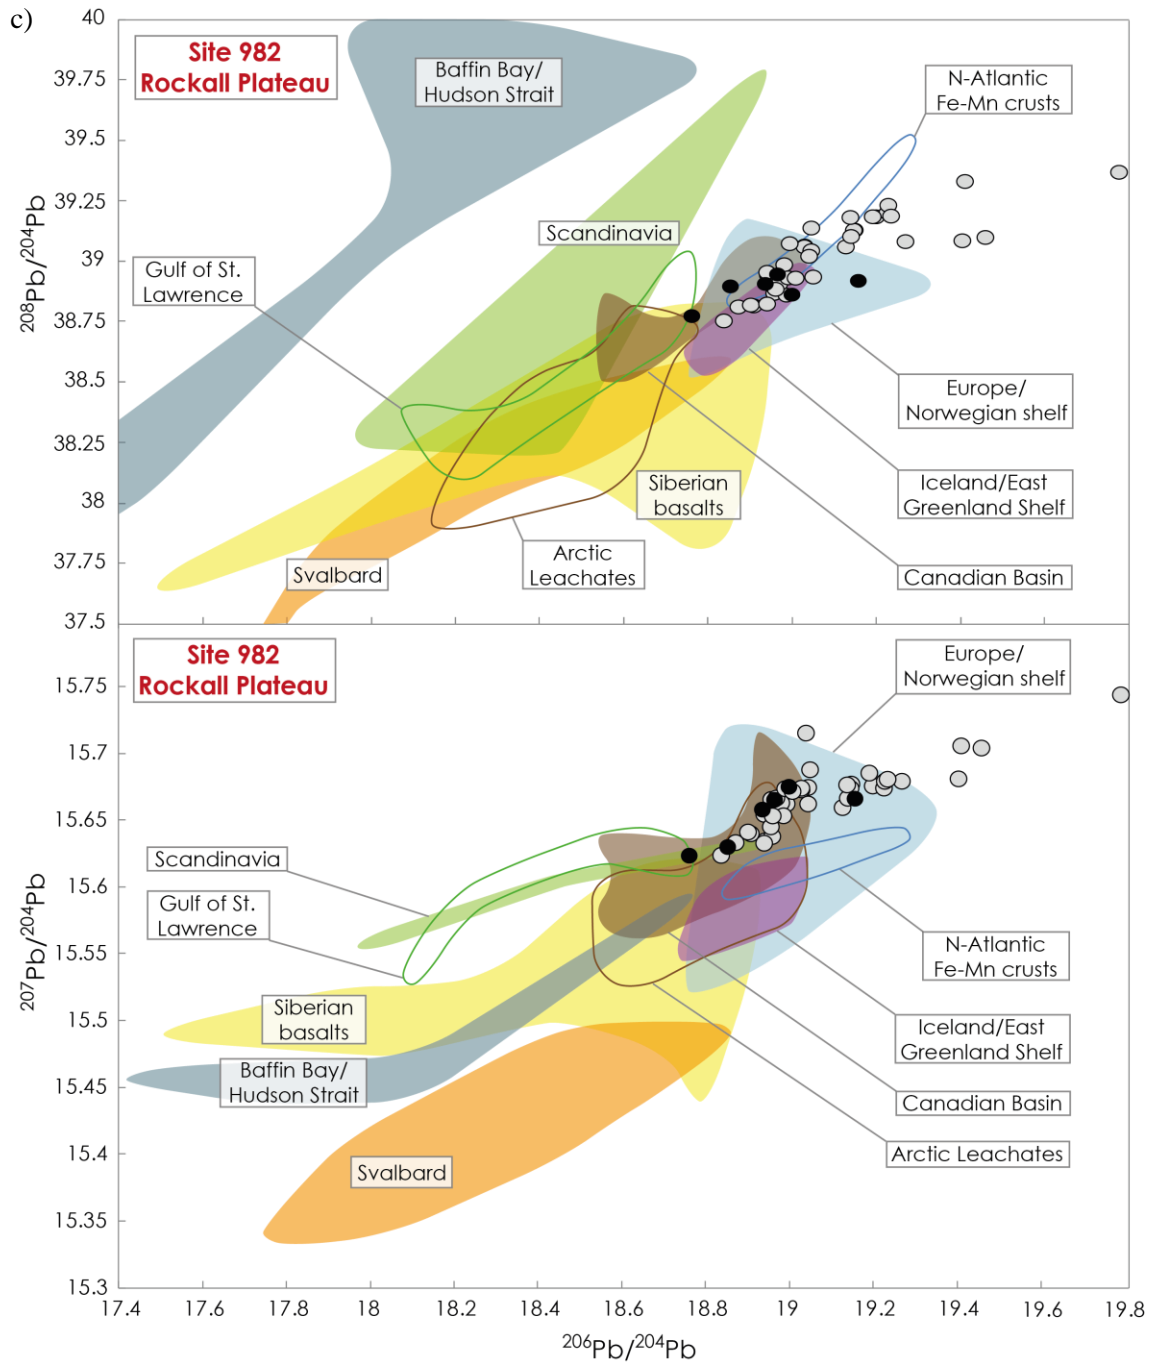 c)
Site 982
Rockall Plateau
Baffin Bay/
Hudson Strait
N-Atlantic
Fe-Mn crusts
Scandinavia
Gulf of St.
Lawrence
Europe/
Norwegian shelf
Siberian
basalts
Iceland/East
Greenland Shelf
Arctic
Leachates
Svalbard
Canadian Basin
40
39.75
39.5
39.25
39
38.75
38.5
38.25
38
37.75
37.5
²⁰⁸Pb/²⁰⁴Pb
Site 982
Rockall Plateau
Europe/
Norwegian shelf
Scandinavia
Gulf of St.
Lawrence
N-Atlantic
Fe-Mn crusts
Siberian
basalts
Iceland/East
Greenland Shelf
Baffin Bay/
Hudson Strait
Canadian Basin
Arctic Leachates
Svalbard
15.75
15.7
15.65
15.6
15.55
15.5
15.45
15.4
15.35
15.3
²⁰⁷Pb/²⁰⁴Pb
17.4 17.6 17.8 18 18.2 18.4 18.6 18.8 19 19.2 19.4 19.6 19.8
²⁰⁶Pb/²⁰⁴Pb